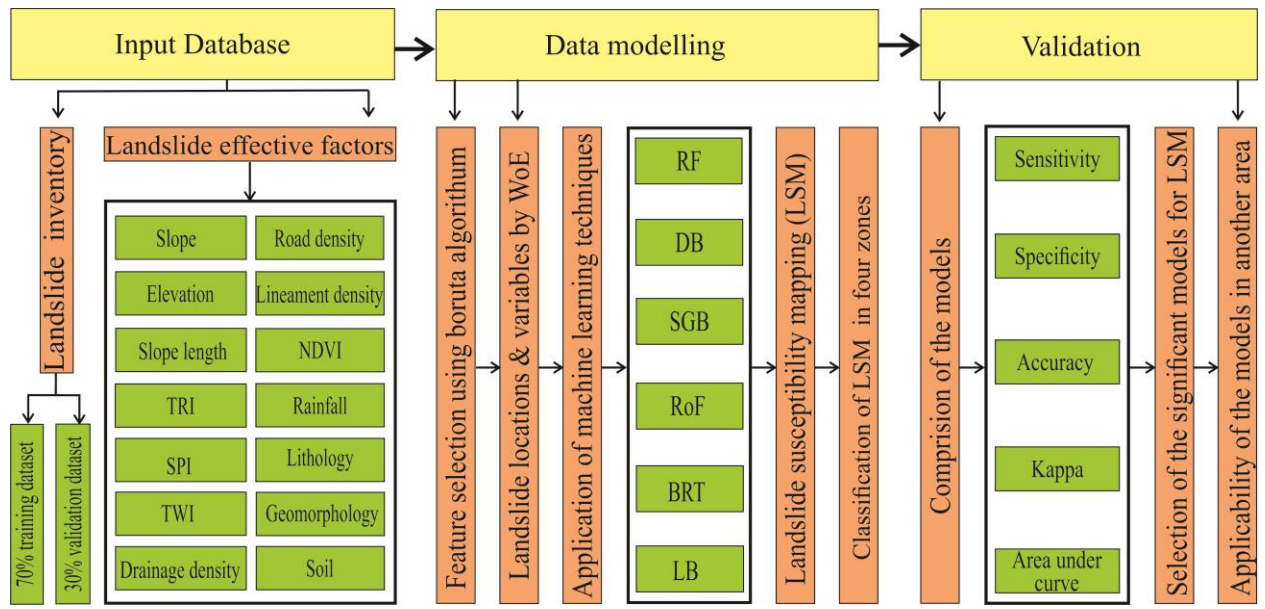 Input Database
Data modelling
Validation
Landslide inventory
Landslide effective factors
Slope
Road density
Elevation
Lineament density
Slope length
NDVI
TRI
Rainfall
SPI
Lithology
TWI
Geomorphology
Drainage density
Soil
70% training dataset
30% validation dataset
Feature selection using boruta algorithum
Landslide locations & variables by WoE
Application of machine learning techniques
RF
DB
SGB
RoF
BRT
LB
Landslide susceptibility mapping (LSM)
Classification of LSM in four zones
Comprision of the models
Sensitivity
Specificity
Accuracy
Kappa
Area under
curve
Selection of the significant models for LSM
Applicability of the models in another area